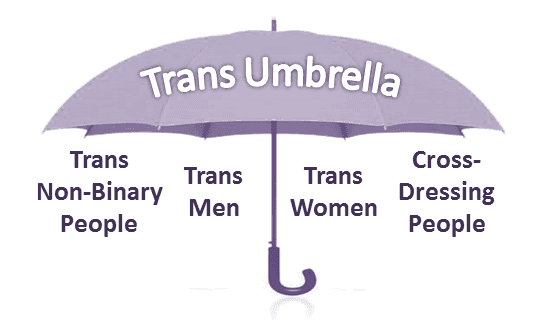 Trans Umbrella
Trans
Non-Binary
People
Trans
Men
Trans
Women
Cross-
Dressing
People